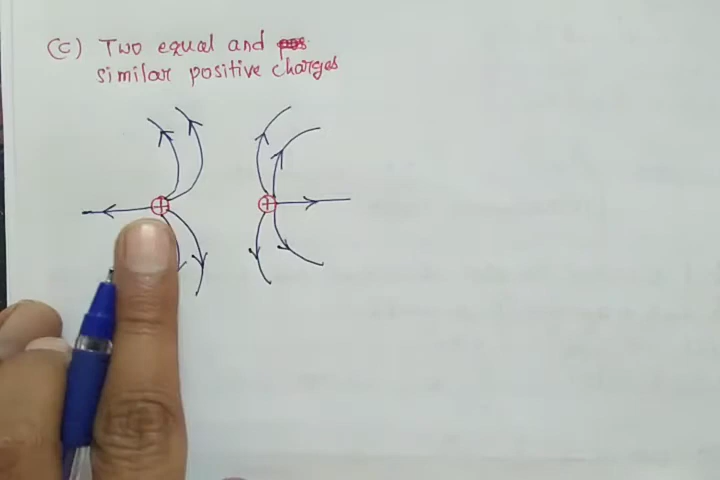 (C) Two equal and
similar positive charges
+ +